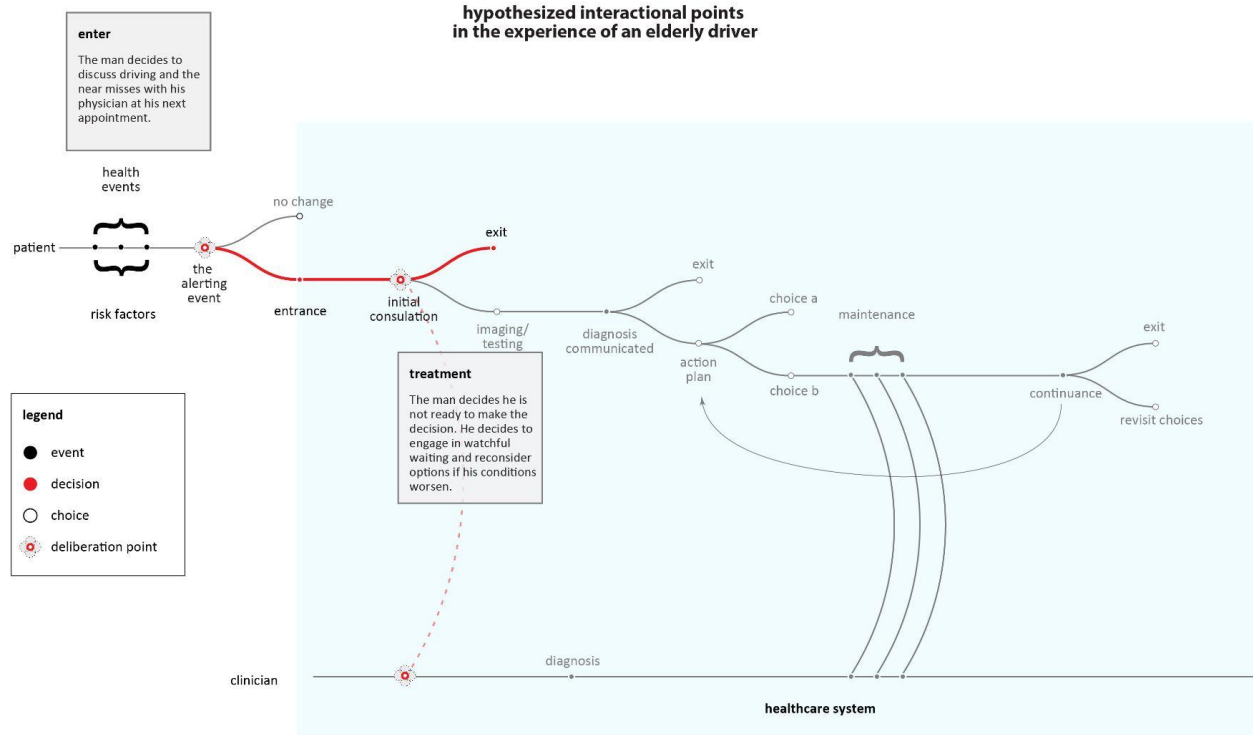 hypothesized interactional points
in the experience of an elderly driver
enter
The man decides to
discuss driving and the
near misses with his
physician at his next
appointment.
health
events
no change
patient
exit
the
alerting
event
risk factors
entrance
initial
consulation
exit
imaging/
testing
diagnosis
communicated
choice a
maintenance
action
plan
choice b
exit
continuance
revisit choices
treatment
The man decides he is
not ready to make the
decision. He decides to
engage in watchful
waiting and reconsider
options if his conditions
worsen.
legend
event
decision
choice
deliberation point
clinician
diagnosis
healthcare system